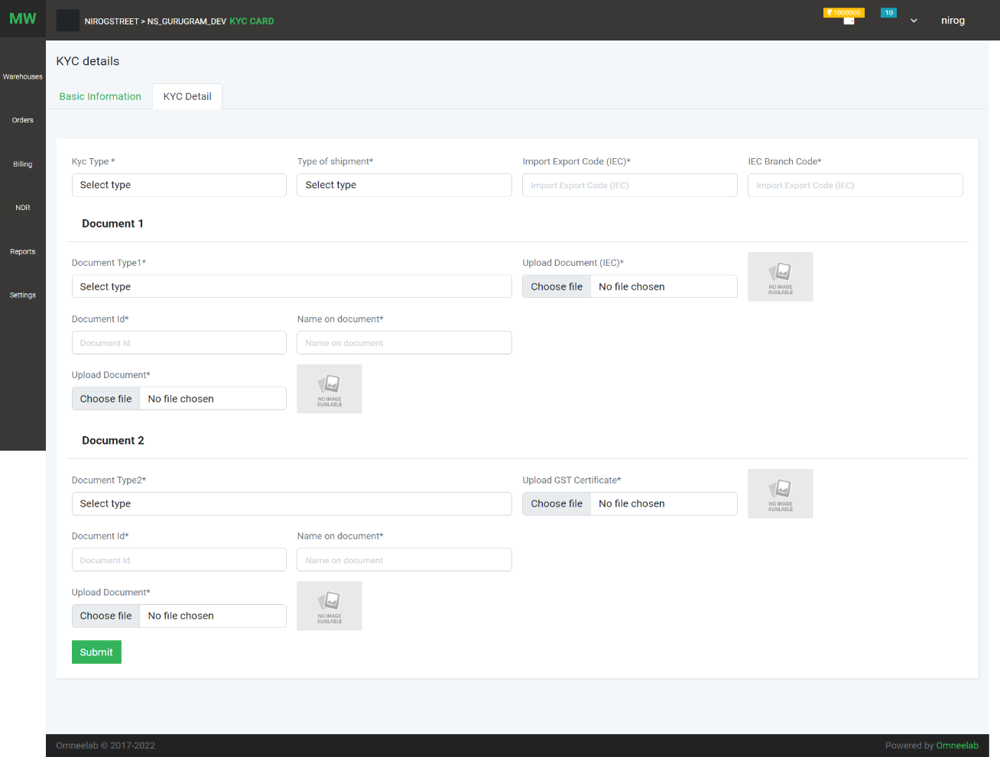 MW
NIROGSTREET > NS_GURUGRAM_DEV KYC CARD
₹ 1000000
10
nirog
Warehouses
Orders
Billing
NDR
Reports
Settings
KYC details
Basic Information
KYC Detail
Kyc Type *
Type of shipment*
Import Export Code (IEC)*
IEC Branch Code*
Select type
Select type
Import Export Code (IEC)
Import Export Code (IEC)
Document 1
Document Type1*
Upload Document (IEC)*
Select type
Choose file No file chosen
NO IMAGE
AVAILABLE
Document Id*
Name on document*
Document Id
Name on document
Upload Document*
Choose file No file chosen
NO IMAGE
AVAILABLE
Document 2
Document Type2*
Upload GST Certificate*
Select type
Choose file No file chosen
NO IMAGE
AVAILABLE
Document Id*
Name on document*
Document Id
Name on document
Upload Document*
Choose file No file chosen
NO IMAGE
AVAILABLE
Submit
Omneelab © 2017-2022
Powered by Omneelab